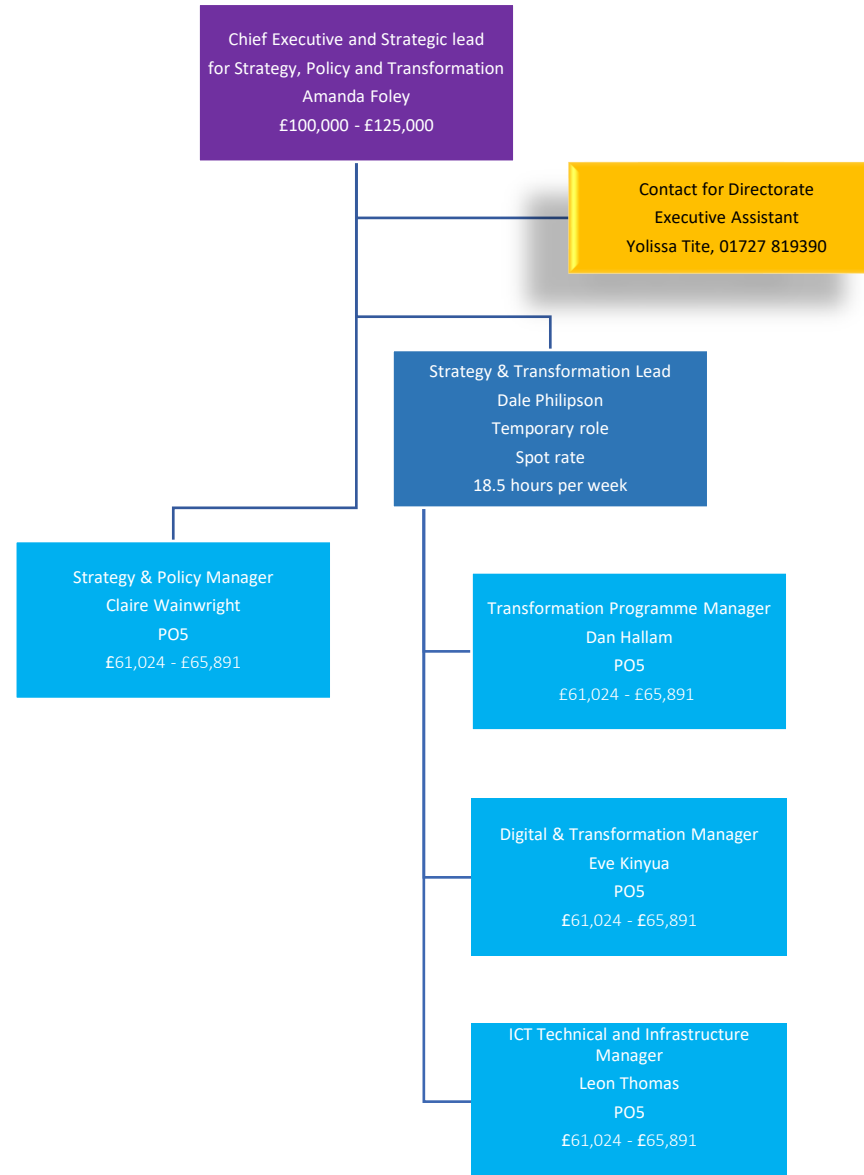 Chief Executive and Strategic lead
for Strategy, Policy and Transformation
Amanda Foley
£100,000 - £125,000
Contact for Directorate
Executive Assistant
Yolissa Tite, 01727 819390
Strategy & Transformation Lead
Dale Philipson
Temporary role
Spot rate
18.5 hours per week
Strategy & Policy Manager
Claire Wainwright
PO5
£61,024 - £65,891
Transformation Programme Manager
Dan Hallam
PO5
£61,024 - £65,891
Digital & Transformation Manager
Eve Kinyua
PO5
£61,024 - £65,891
ICT Technical and Infrastructure
Manager
Leon Thomas
PO5
£61,024 - £65,891